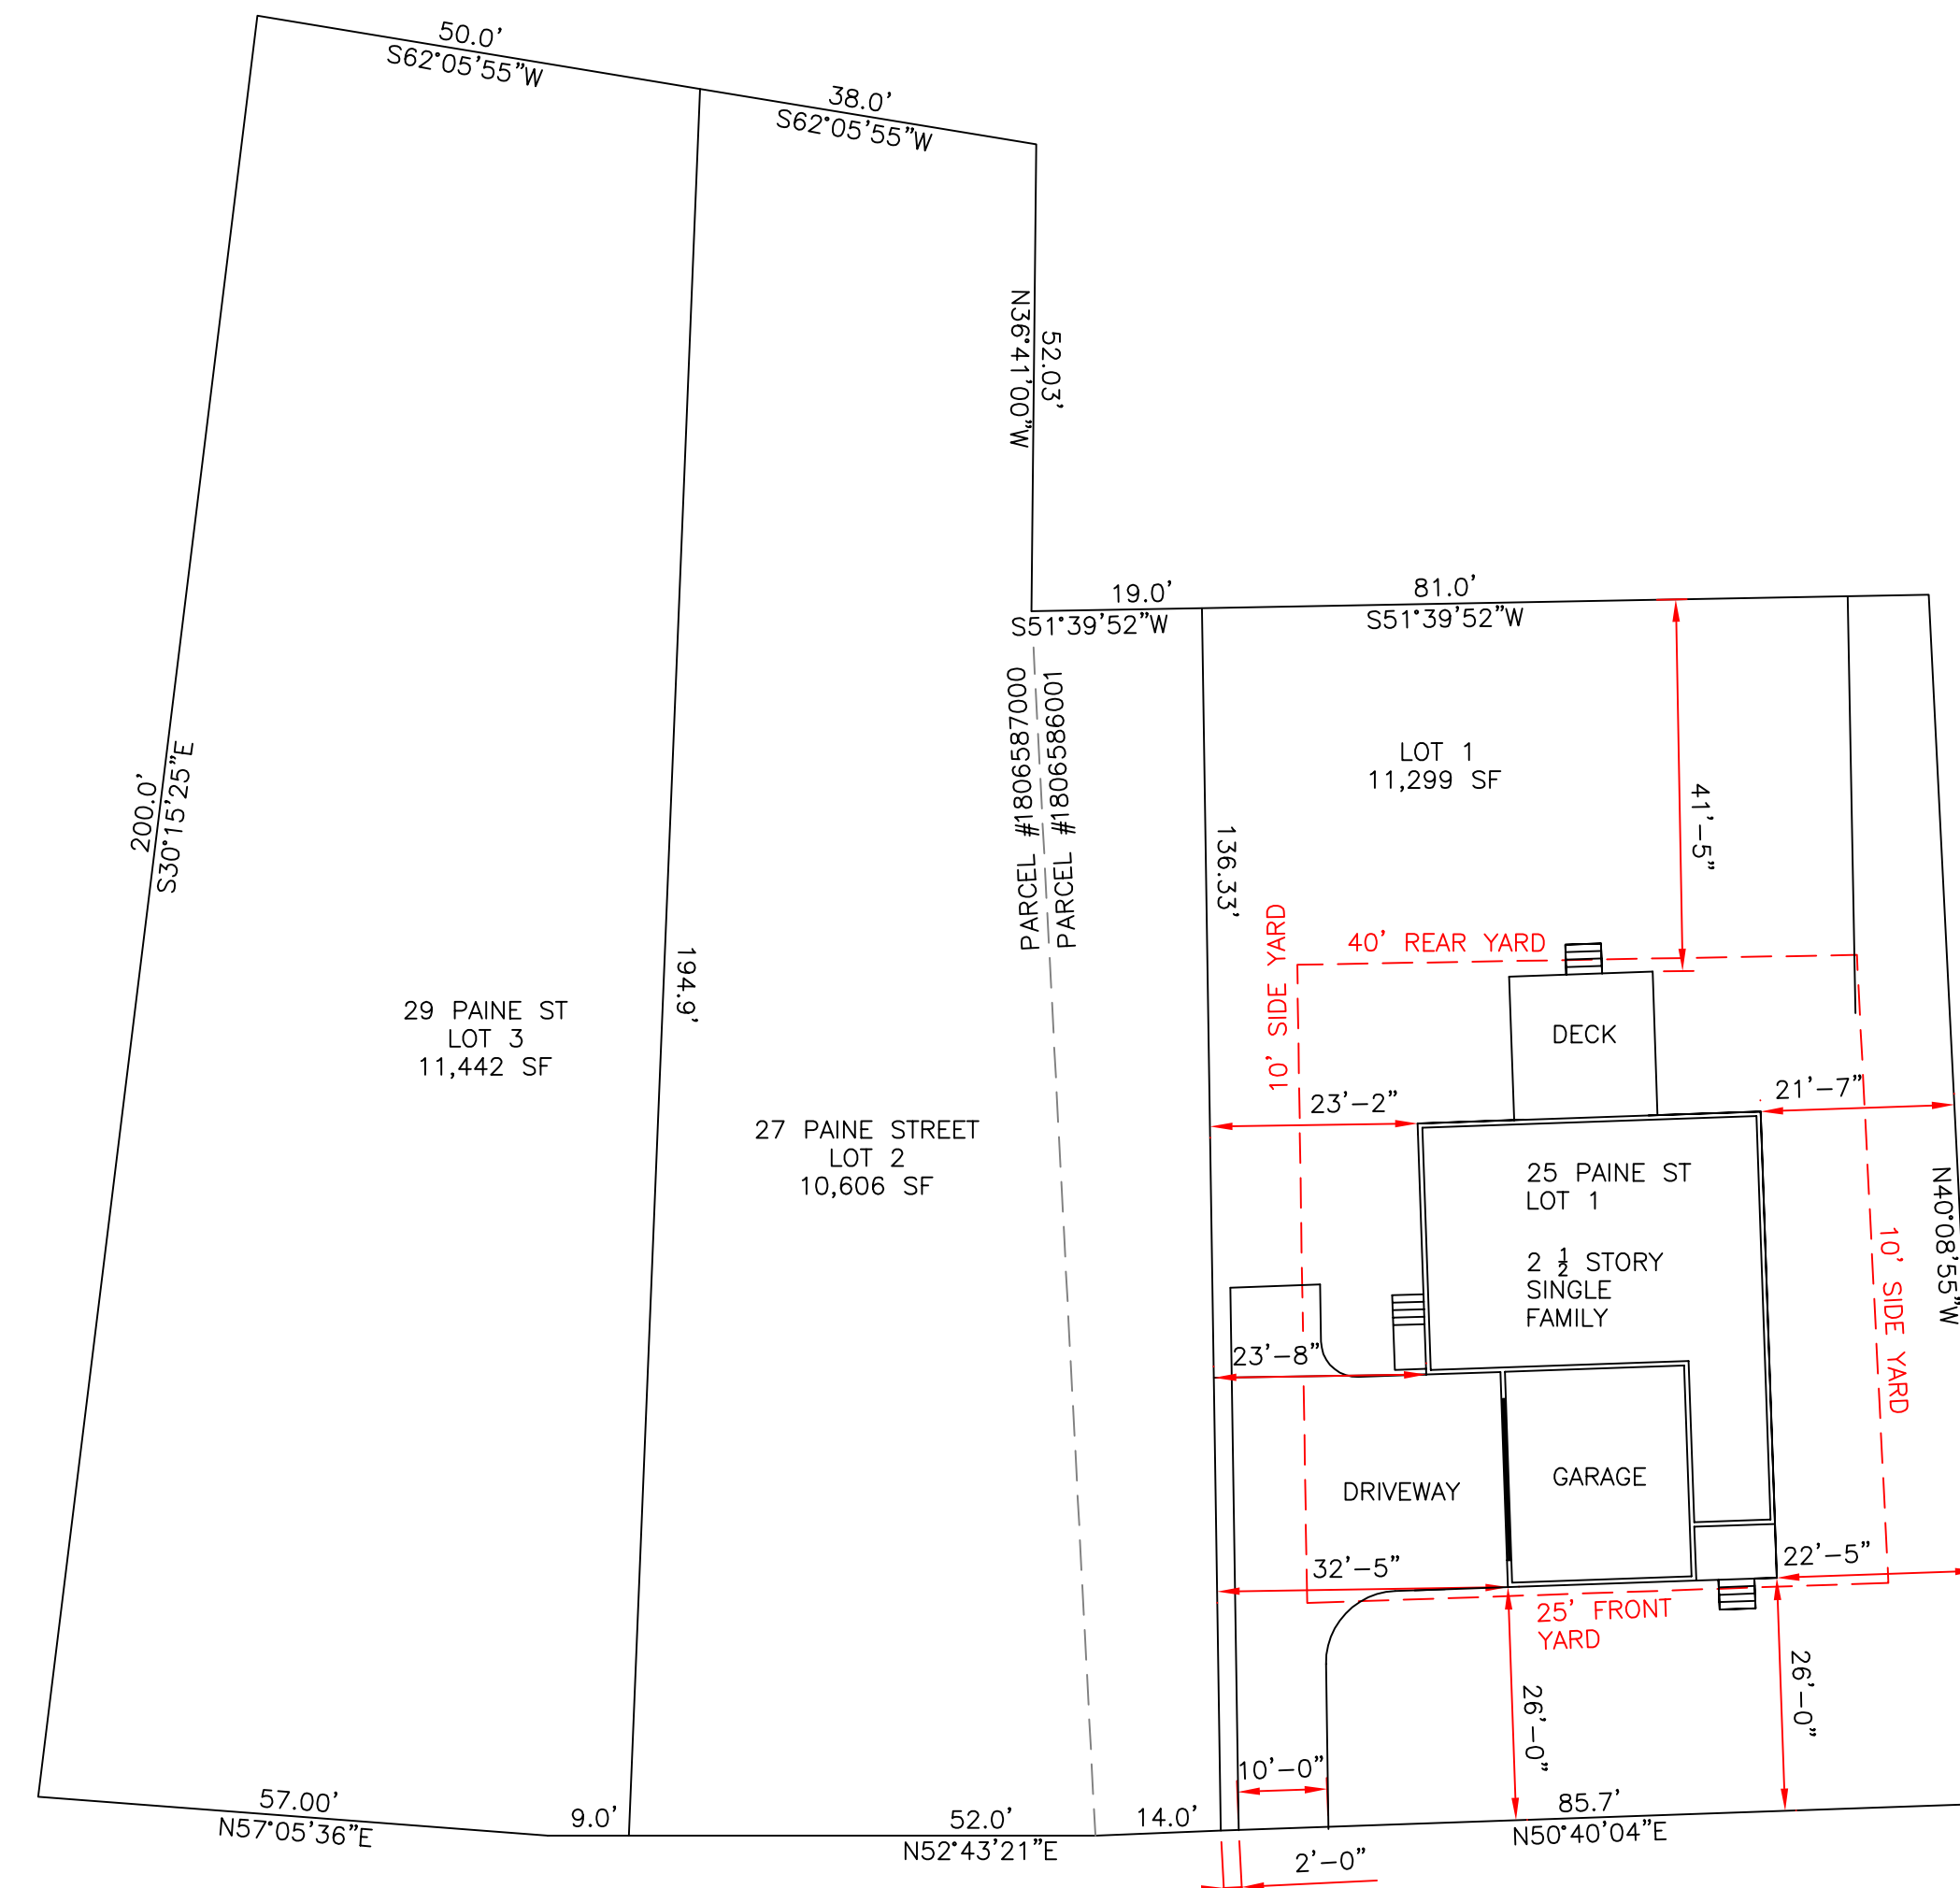 50.0'
S62°05'55"W
38.0'
S62°05'55"W
N36°41'00"W
52.03'
19.0'
S51°39'52"W
81.0'
S51°39'52"W
200.0'
S30°15'25"E
PARCEL #1806587000
PARCEL #1806586001
LOT 1
11,299 SF
41'-5"
136.33'
10' SIDE YARD
40' REAR YARD
194.9'
29 PAINE ST
LOT 3
11,442 SF
DECK
23'-2"
21'-7"
27 PAINE STREET
LOT 2
10,606 SF
25 PAINE ST
LOT 1
2 ½ STORY
SINGLE
FAMILY
N40°08'55"W
10' SIDE YARD
23'-8"
DRIVEWAY
GARAGE
32'-5"
22'-5"
25' FRONT
YARD
26'-0"
26'-0"
10'-0"
57.00'
N57°05'36"E
9.0'
52.0'
N52°43'21"E
14.0'
85.7'
N50°40'04"E
2'-0"